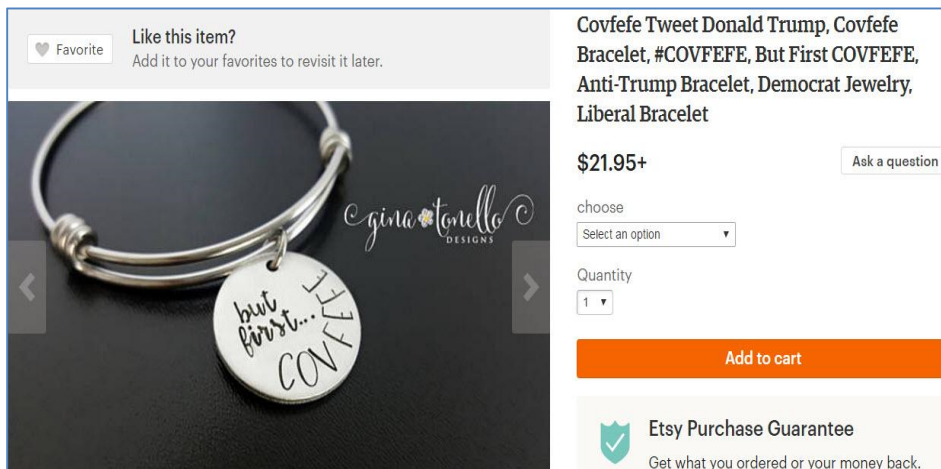 Favorite
Like this item?
Add it to your favorites to revisit it later.
but
first...
COVFEFE
gina tonello
DESIGNS
Covfefe Tweet Donald Trump, Covfefe
Bracelet, #COVFEFE, But First COVFEFE,
Anti-Trump Bracelet, Democrat Jewelry,
Liberal Bracelet
$21.95+
Ask a question
choose
Select an option
Quantity
1
Add to cart
Etsy Purchase Guarantee
Get what you ordered or your money back.